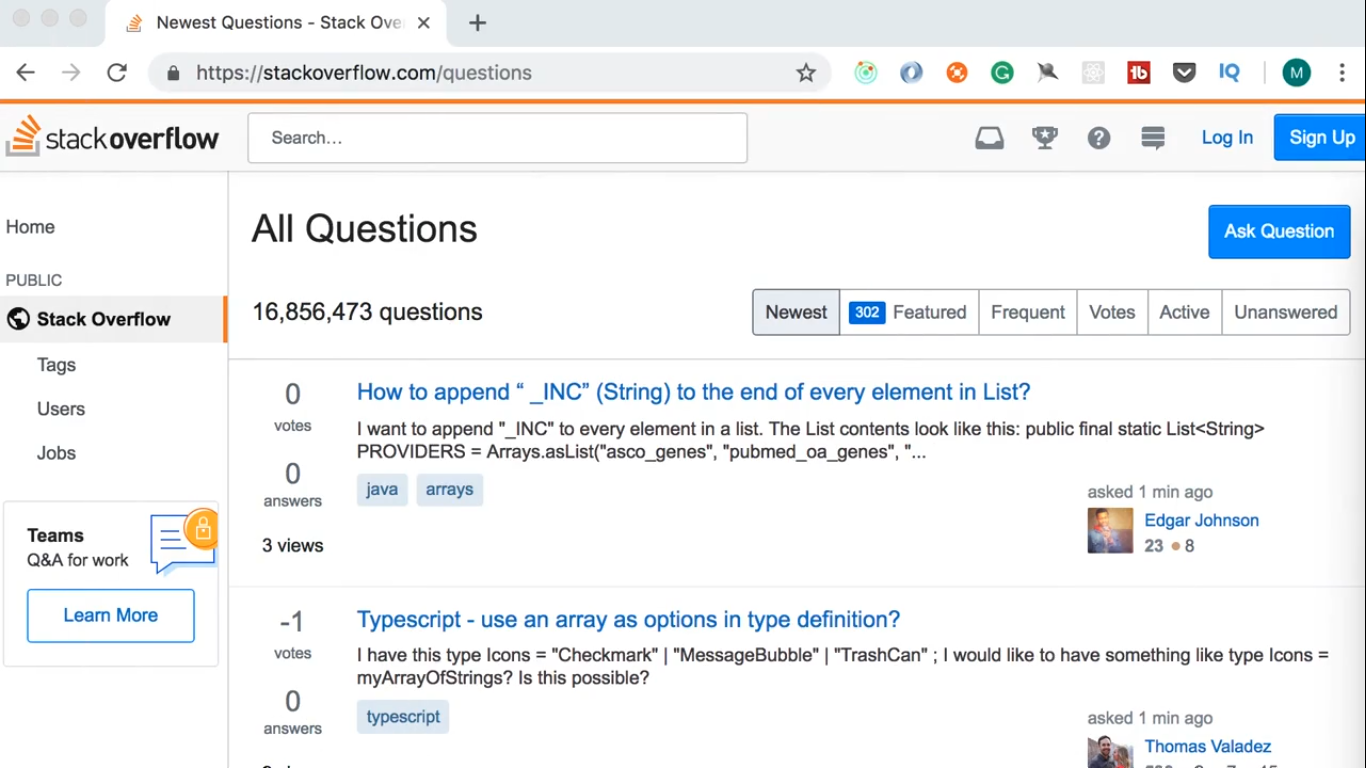 Newest Questions - Stack Ove
https://stackoverflow.com/questions
tb
IQ
M
stackoverflow
Search...
Log In
Sign Up
Home
PUBLIC
Stack Overflow
Tags
Users
Jobs
Teams
Q&A for work
Learn More
All Questions
Ask Question
16,856,473 questions
Newest
302 Featured
Frequent
Votes
Active
Unanswered
0
votes
0
answers
3 views
How to append “ _INC” (String) to the end of every element in List?
I want to append "_INC" to every element in a list. The List contents look like this: public final static List<String>
PROVIDERS = Arrays.asList("asco_genes", "pubmed_oa_genes", "...
java arrays
asked 1 min ago
Edgar Johnson
23 8
-1
votes
0
answers
Typescript - use an array as options in type definition?
I have this type Icons = "Checkmark" | "MessageBubble" | "TrashCan" ; I would like to have something like type Icons =
myArrayOfStrings? Is this possible?
typescript
asked 1 min ago
Thomas Valadez